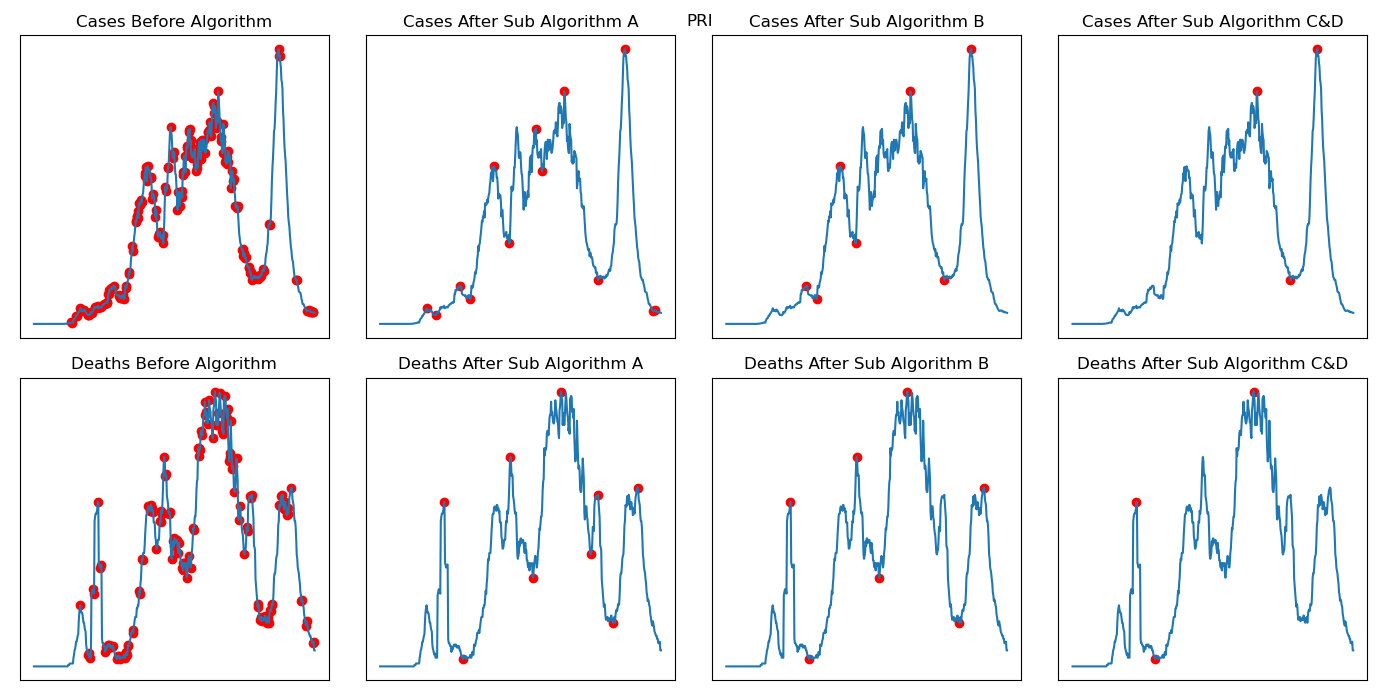 PRI
Cases Before Algorithm
Cases After Sub Algorithm A
Cases After Sub Algorithm B
Cases After Sub Algorithm C&D
Deaths Before Algorithm
Deaths After Sub Algorithm A
Deaths After Sub Algorithm B
Deaths After Sub Algorithm C&D